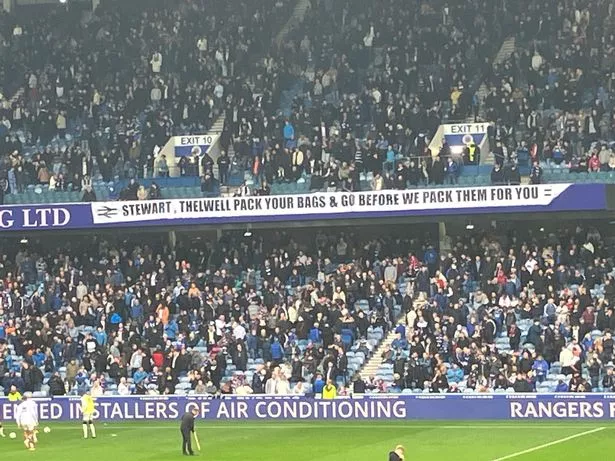 EXIT 10
EXIT 11
G LTD
STEWART, THELWELL PACK YOUR BAGS & GO BEFORE WE PACK THEM FOR YOU
ENTED INSTALLERS OF AIR CONDITIONING
RANGERS F